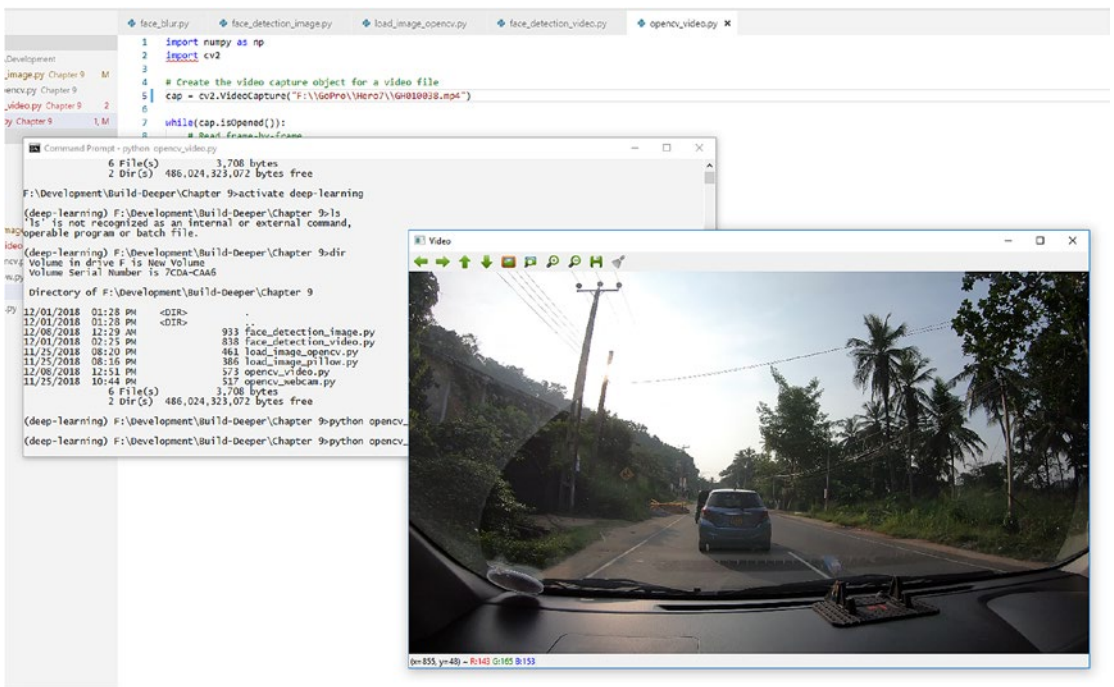 face_blur.py face_detection_image.py load_image_opencv.py face_detection_video.py opencv_video.py
Development
_image.py Chapter 9 M
opencv.py Chapter 9
_video.py Chapter 9 2
py Chapter 9 1, M
1 import numpy as np
2 import cv2
3
4 # Create the video capture object for a video file
5 cap = cv2.VideoCapture("F:\\GoPro\\Hero7\\GH010038.mp4")
6
7 while(cap.isOpened()):
8 # Read frame-by-frame
Command Prompt - python opencv_video.py
6 File(s) 3,708 bytes
2 Dir(s) 486,024,323,072 bytes free
F:\Development\Build-Deeper\Chapter 9>activate deep-learning
(deep-learning) F:\Development\Build-Deeper\Chapter 9>ls
'ls' is not recognized as an internal or external command,
operable program or batch file.
(deep-learning) F:\Development\Build-Deeper\Chapter 9>dir
Volume in drive F is New Volume
Volume Serial Number is 7CDA-CAA6
Directory of F:\Development\Build-Deeper\Chapter 9
12/01/2018 01:28 PM <DIR> .
12/01/2018 01:28 PM <DIR> ..
12/08/2018 12:29 AM 933 face_detection_image.py
12/01/2018 02:25 PM 838 face_detection_video.py
11/25/2018 08:20 PM 461 load_image_opencv.py
11/25/2018 08:16 PM 386 load_image_pillow.py
12/08/2018 12:51 PM 573 opencv_video.py
11/25/2018 10:44 PM 517 opencv_webcam.py
6 File(s) 3,708 bytes
2 Dir(s) 486,024,323,072 bytes free
(deep-learning) F:\Development\Build-Deeper\Chapter 9>python opencv_
(deep-learning) F:\Development\Build-Deeper\Chapter 9>python opencv_
Video
(x=855, y=48) ~ R:143 G:165 B:153